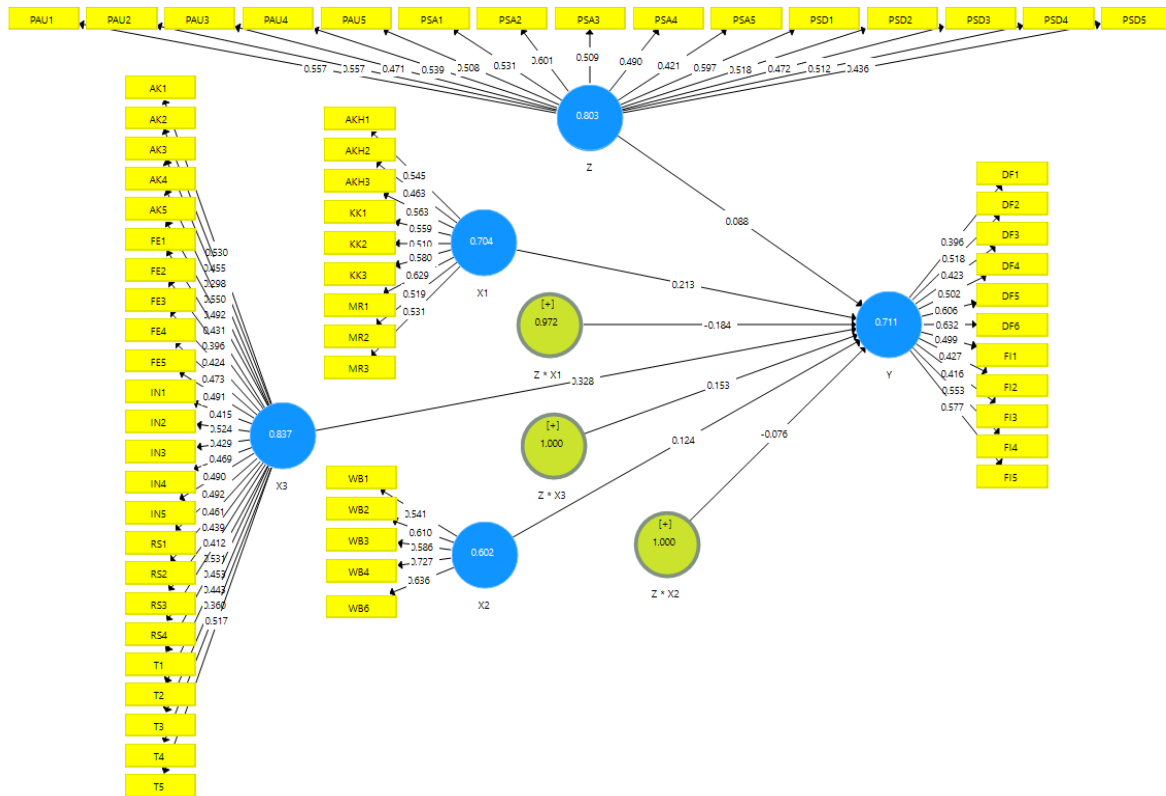 PAU1 PAU2 PAU3 PAU4 PAU5 PSA1 PSA2 PSA3 PSA4 PSA5 PSD1 PSD2 PSD3 PSD4 PSD5
0.557 0.557 0.471 0.539 0.508 0.531 0.601 0.509 0.490 0.421 0.597 0.518 0.472 0.512 0.436
0.803
Z
AK1
AK2
AK3
AK4
AK5
FE1
FE2
FE3
FE4
FE5
IN1
IN2
IN3
IN4
IN5
RS1
RS2
RS3
RS4
T1
T2
T3
T4
T5
0.530
0.455
0.298
0.550
0.492
0.431
0.396
0.424
0.473
0.491
0.415
0.524
0.429
0.469
0.490
0.492
0.461
0.439
0.412
0.531
0.453
0.443
0.360
0.517
0.837
X3
AKH1
AKH2
AKH3
KK1
KK2
KK3
MR1
MR2
MR3
0.545
0.463
0.563
0.559
0.510
0.580
0.629
0.519
0.531
0.704
X1
WB1
WB2
WB3
WB4
WB6
0.541
0.610
0.586
0.727
0.636
0.602
X2
[+]
0.972
Z * X1
[+]
1.000
Z * X3
[+]
1.000
Z * X2
0.088
0.213
-0.184
0.328
0.153
0.124
-0.076
0.711
Y
0.396
0.518
0.423
0.502
0.606
0.632
0.499
0.427
0.416
0.553
0.577
DF1
DF2
DF3
DF4
DF5
DF6
FI1
FI2
FI3
FI4
FI5